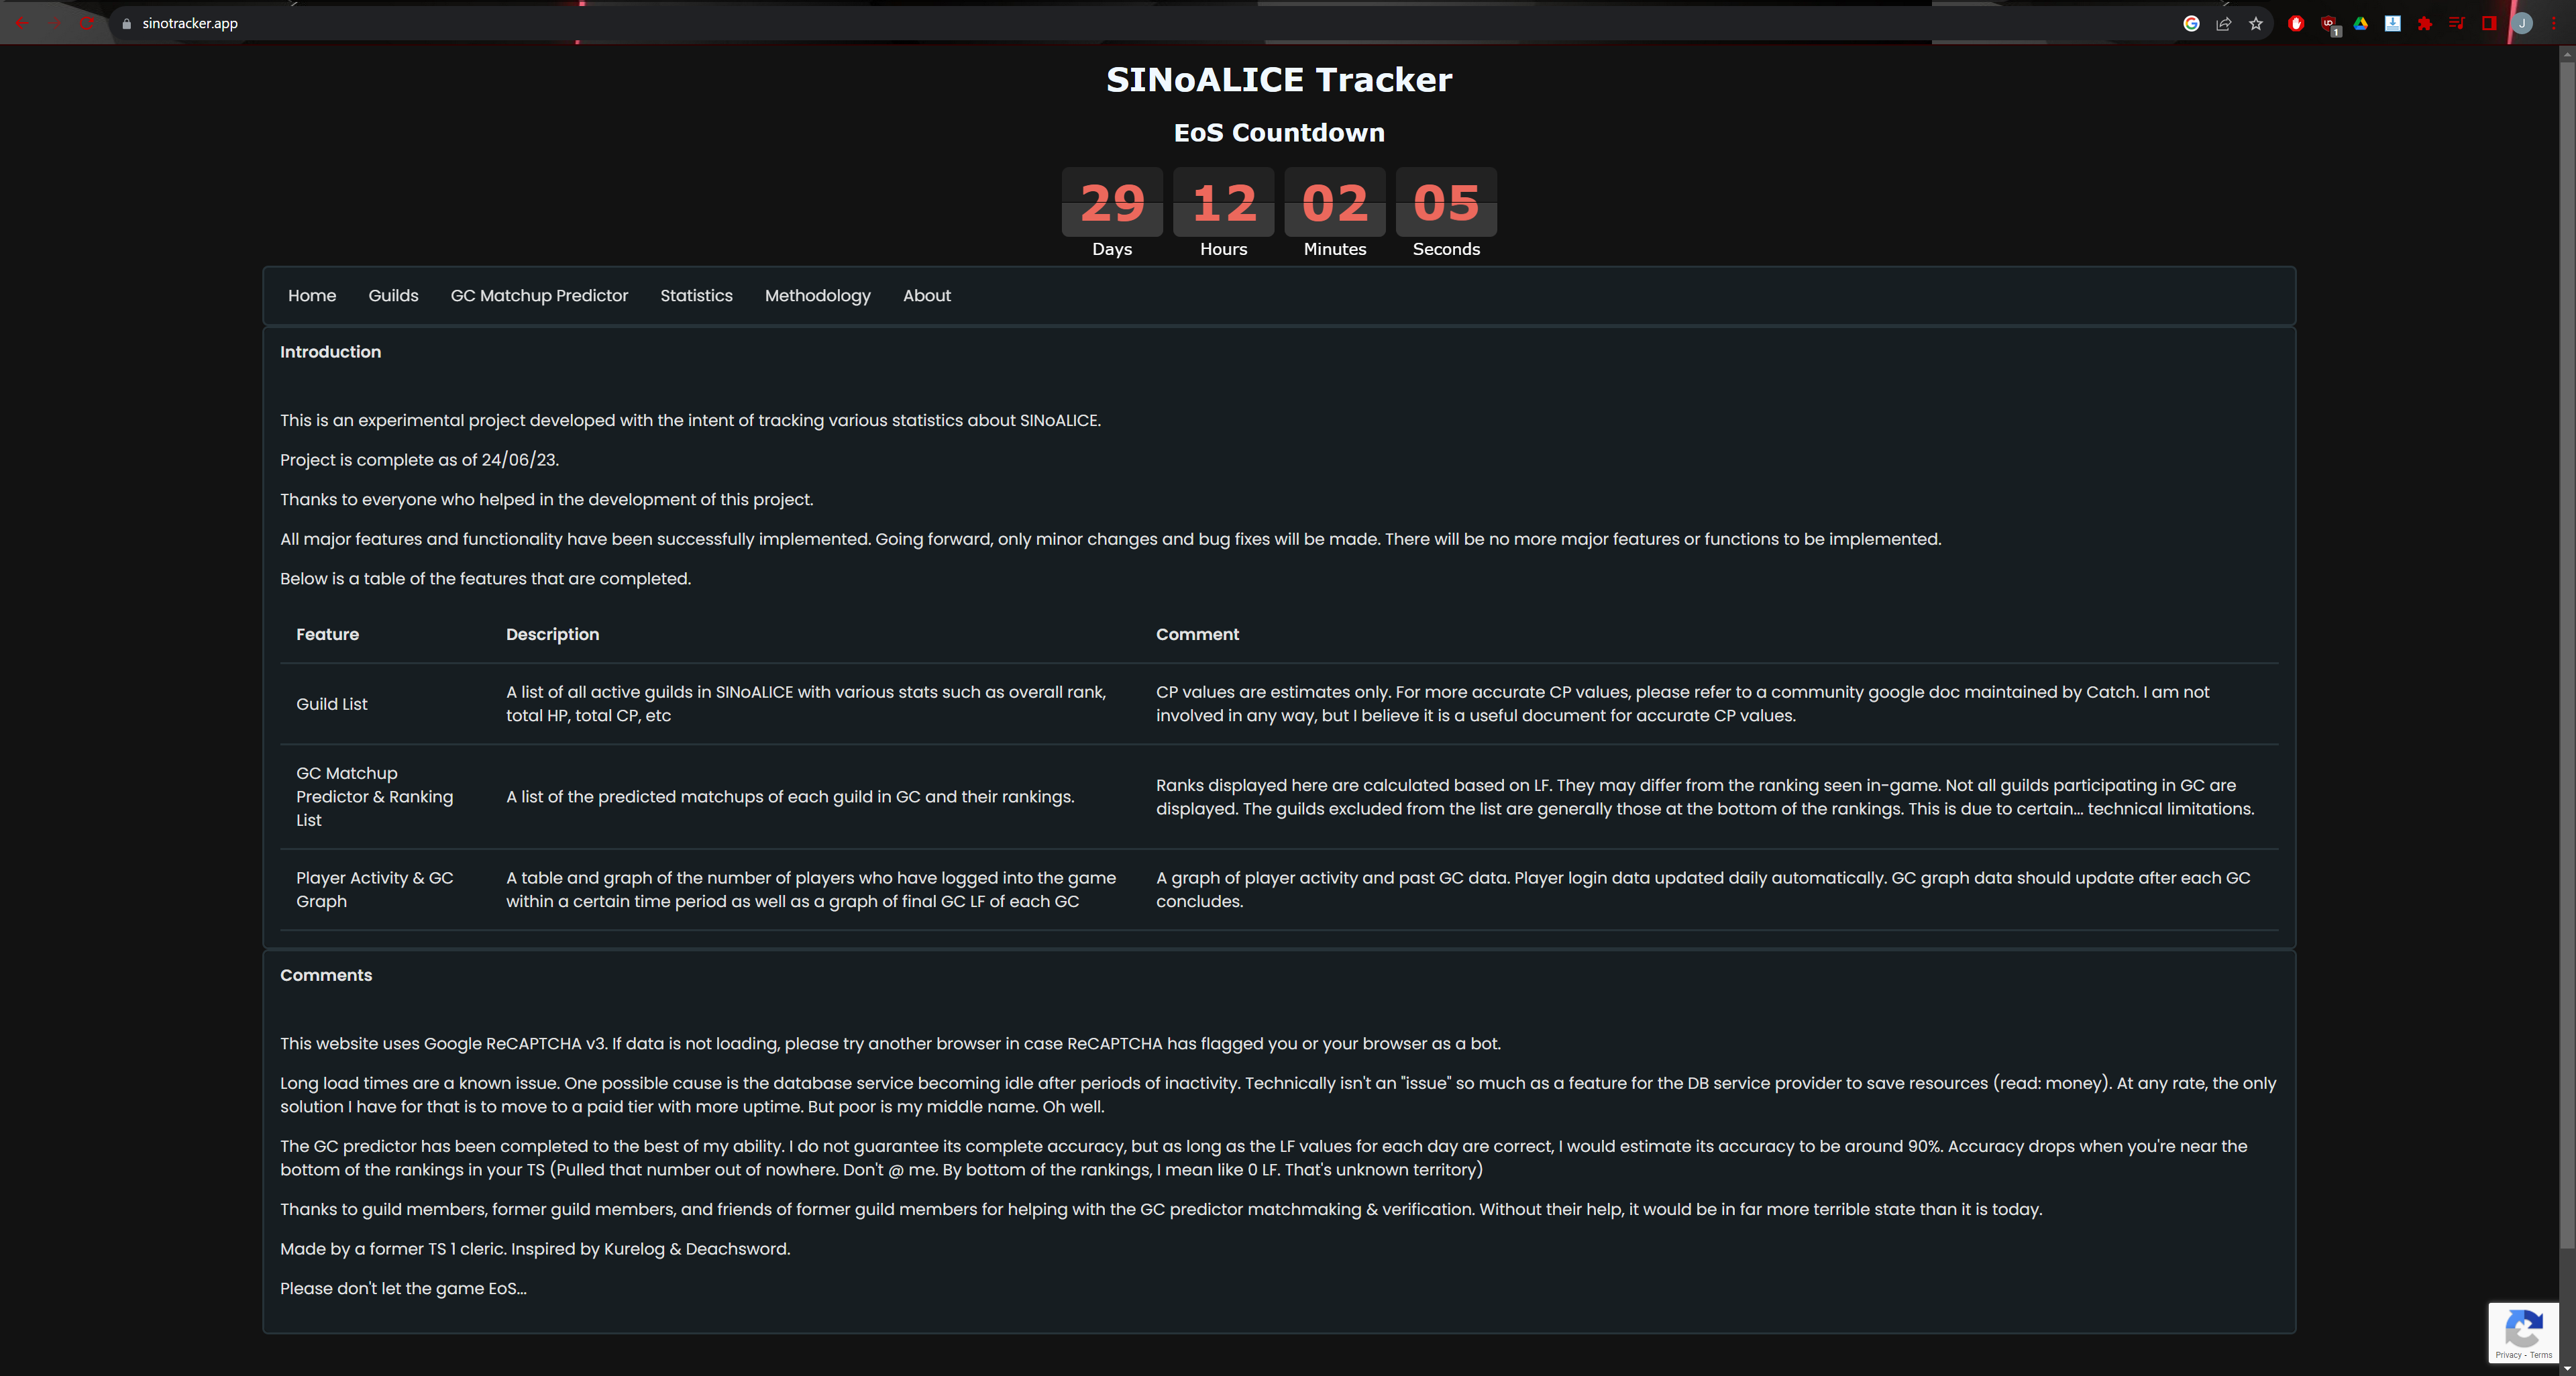 sinotracker.app
1
J
SINoALICE Tracker
EoS Countdown
29 12 02 05
Days Hours Minutes Seconds
Home Guilds GC Matchup Predictor Statistics Methodology About
Introduction
This is an experimental project developed with the intent of tracking various statistics about SINoALICE.
Project is complete as of 24/06/23.
Thanks to everyone who helped in the development of this project.
All major features and functionality have been successfully implemented. Going forward, only minor changes and bug fixes will be made. There will be no more major features or functions to be implemented.
Below is a table of the features that are completed.
Feature Description Comment
Guild List
A list of all active guilds in SINoALICE with various stats such as overall rank,
total HP, total CP, etc
CP values are estimates only. For more accurate CP values, please refer to a community google doc maintained by Catch. I am not
involved in any way, but I believe it is a useful document for accurate CP values.
GC Matchup
Predictor & Ranking
List
A list of the predicted matchups of each guild in GC and their rankings.
Ranks displayed here are calculated based on LF. They may differ from the ranking seen in-game. Not all guilds participating in GC are
displayed. The guilds excluded from the list are generally those at the bottom of the rankings. This is due to certain... technical limitations.
Player Activity & GC
Graph
A table and graph of the number of players who have logged into the game
within a certain time period as well as a graph of final GC LF of each GC
A graph of player activity and past GC data. Player login data updated daily automatically. GC graph data should update after each GC
concludes.
Comments
This website uses Google ReCAPTCHA v3. If data is not loading, please try another browser in case ReCAPTCHA has flagged you or your browser as a bot.
Long load times are a known issue. One possible cause is the database service becoming idle after periods of inactivity. Technically isn't an "issue" so much as a feature for the DB service provider to save resources (read: money). At any rate, the only
solution I have for that is to move to a paid tier with more uptime. But poor is my middle name. Oh well.
The GC predictor has been completed to the best of my ability. I do not guarantee its complete accuracy, but as long as the LF values for each day are correct, I would estimate its accuracy to be around 90%. Accuracy drops when you're near the
bottom of the rankings in your TS (Pulled that number out of nowhere. Don't @ me. By bottom of the rankings, I mean like 0 LF. That's unknown territory)
Thanks to guild members, former guild members, and friends of former guild members for helping with the GC predictor matchmaking & verification. Without their help, it would be in far more terrible state than it is today.
Made by a former TS 1 cleric. Inspired by Kurelog & Deachsword.
Please don't let the game EoS...
Privacy - Terms